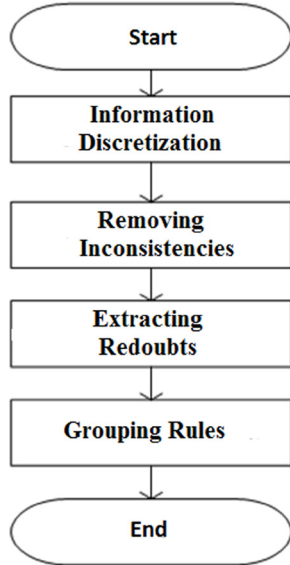 Start
Information
Discretization
Removing
Inconsistencies
Extracting
Redoubts
Grouping Rules
End